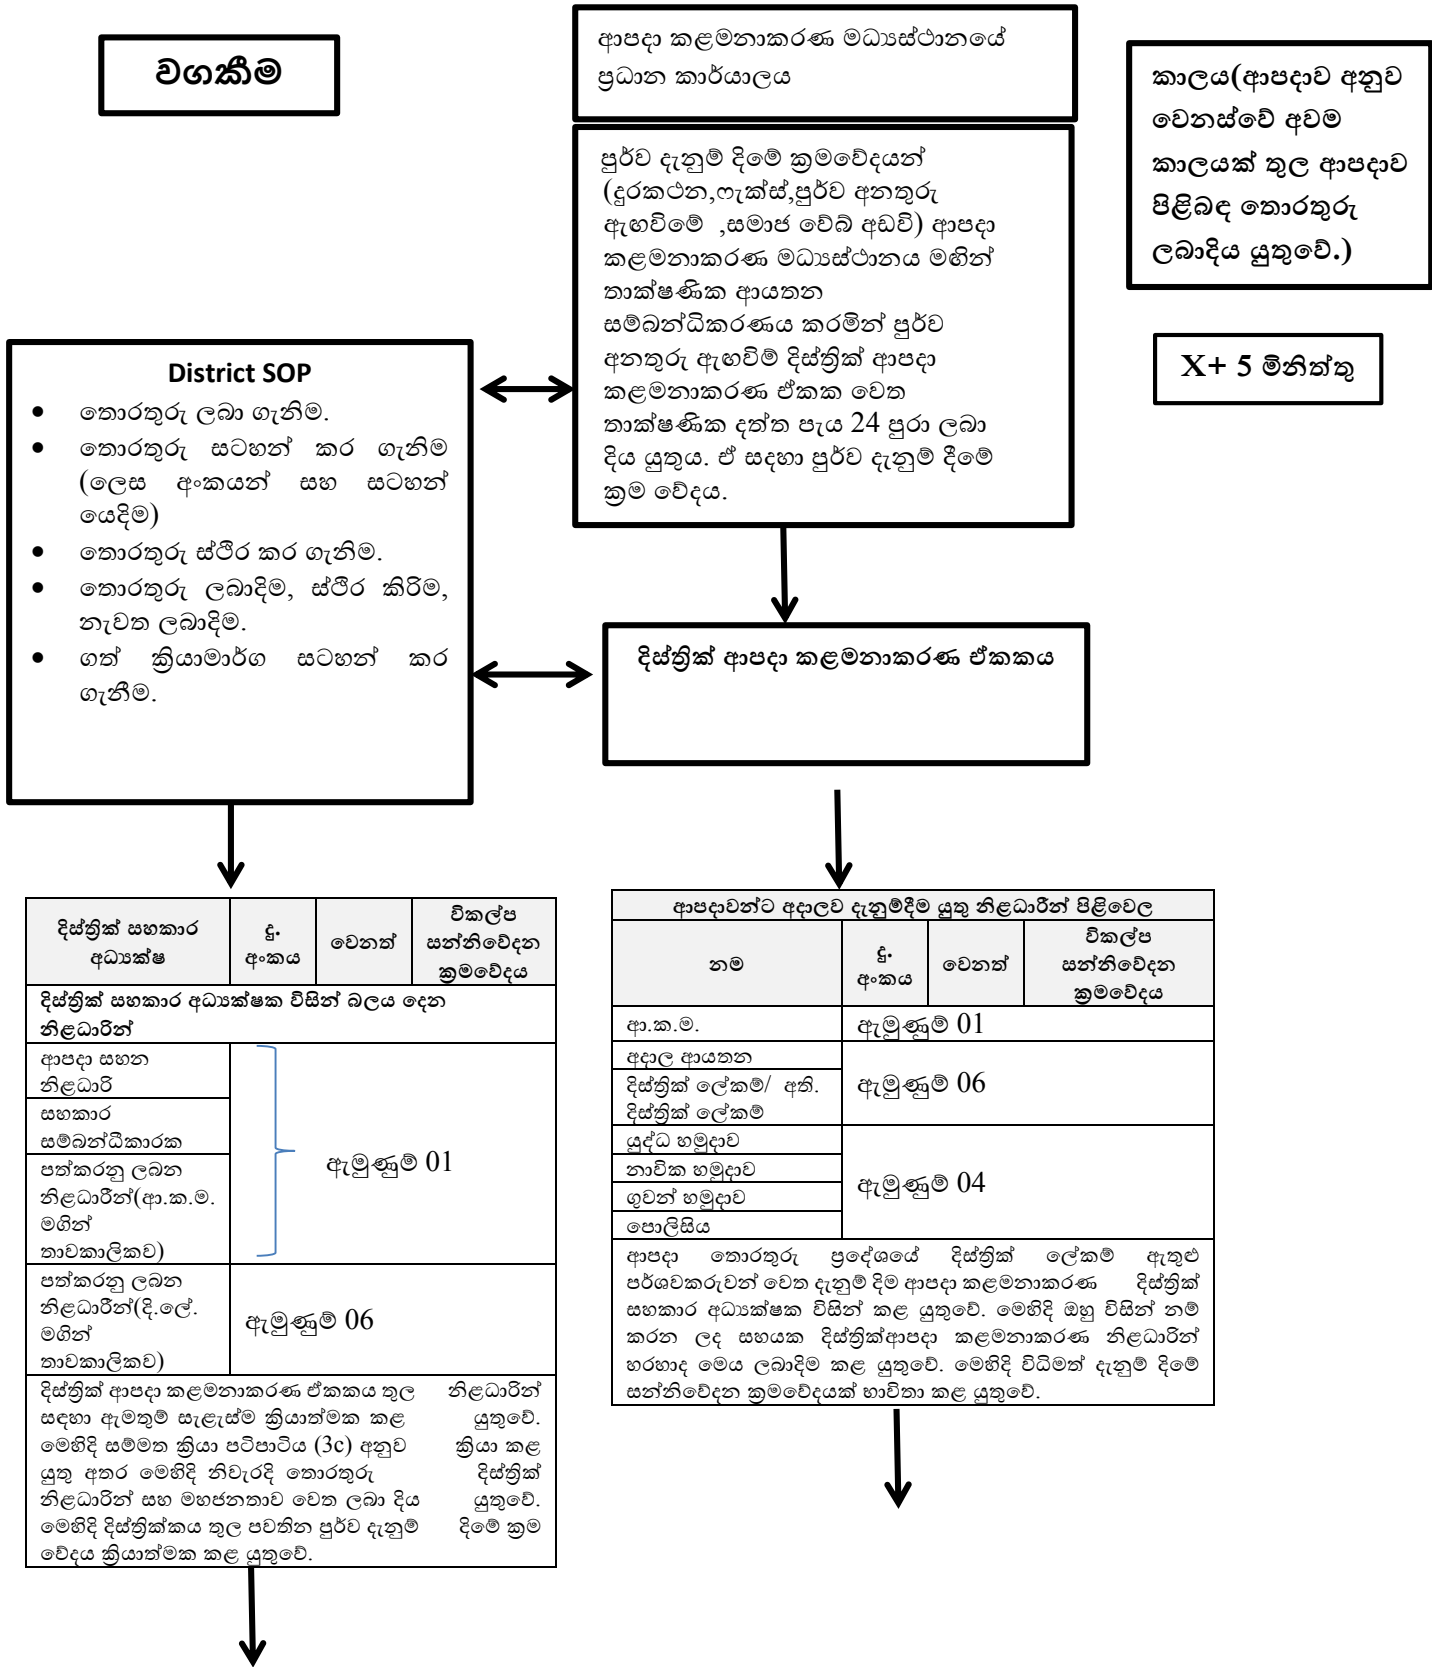 වගකීම
ආපදා කළමනාකරණ මධ්‍යස්ථානයේ
ප්‍රධාන කාර්යාලය
කාලය(ආපදාව අනුව
වෙනස්වේ අවම
කාලයක් තුල ආපදාව
පිළිබඳ තොරතුරු
ලබාදිය යුතුවේ.)
පුර්ව දැනුම් දිමේ ක්‍රමවේදයන්
(දුරකථන,ෆැක්ස්,පුර්ව අනතුරු
ඇඟවිමේ ,සමාජ වේබ් අඩවි) ආපදා
කළමනාකරණ මධ්‍යස්ථානය මඟින්
තාක්ෂණික ආයතන
සම්බන්ධිකරණය කරමින් පුර්ව
අනතුරු ඇඟවිම් දිස්ත්‍රික් ආපදා
කළමනාකරණ ඒකක වෙත
තාක්ෂණික දත්ත පැය 24 පුරා ලබා
දිය යුතුය. ඒ සදහා පුර්ව දැනුම් දීමේ
ක්‍රම වේදය.
X+ 5 මිනිත්තු
District SOP
• තොරතුරු ලබා ගැනිම.
• තොරතුරු සටහන් කර ගැනිම
(ලෙස අංකයන් සහ සටහන්
යෙදිම)
• තොරතුරු ස්ථිර කර ගැනිම.
• තොරතුරු ලබාදිම, ස්ථිර කිරිම,
නැවත ලබාදිම.
• ගත් ක්‍රියාමාර්ග සටහන් කර
ගැනීම.
දිස්ත්‍රික් ආපදා කළමනාකරණ ඒකකය
දිස්ත්‍රික් සහකාර
අධ්‍යක්ෂ
දු.
අංකය
වෙනත්
විකල්ප
සන්නිවේදන
ක්‍රමවේදය
දිස්ත්‍රික් සහකාර අධ්‍යක්ෂක විසින් බලය දෙන
නිළධාරින්
ආපදා සහන
නිළධාරි
සහකාර
සම්බන්ධීකාරක
පත්කරනු ලබන
නිළධාරීන්(ආ.ක.ම.
මගින්
තාවකාලිකව)
ඇමුණුම් 01
පත්කරනු ලබන
නිළධාරීන්(දි.ලේ.
මගින්
තාවකාලිකව)
ඇමුණුම් 06
දිස්ත්‍රික් ආපදා කළමනාකරණ ඒකකය තුල නිළධාරින්
සඳහා ඇමතුම් සැළැස්ම ක්‍රියාත්මක කළ යුතුවේ.
මෙහිදි සම්මත ක්‍රියා පටිපාටිය (3c) අනුව ක්‍රියා කළ
යුතු අතර මෙහිදි නිවැරදි තොරතුරු දිස්ත්‍රික්
නිළධාරින් සහ මහජනතාව වෙත ලබා දිය යුතුවේ.
මෙහිදි දිස්ත්‍රික්කය තුල පවතින පුර්ව දැනුම් දිමේ ක්‍රම
වේදය ක්‍රියාත්මක කළ යුතුවේ.
ආපදාවන්ට අදාලව දැනුම්දීම යුතු නිළධාරීන් පිළිවෙල
නම
දු.
අංකය
වෙනත්
විකල්ප
සන්නිවේදන
ක්‍රමවේදය
ආ.ක.ම.
ඇමුණුම් 01
අදාල ආයතන
දිස්ත්‍රික් ලේකම්/ අති.
දිස්ත්‍රික් ලේකම්
ඇමුණුම් 06
යුද්ධ හමුදාව
නාවික හමුදාව
ගුවන් හමුදාව
පොලිසිය
ඇමුණුම් 04
ආපදා තොරතුරු ප්‍රදේශයේ දිස්ත්‍රික් ලේකම් ඇතුළු
පර්ශවකරුවන් වෙත දැනුම් දිම ආපදා කළමනාකරණ දිස්ත්‍රික්
සහකාර අධ්‍යක්ෂක විසින් කළ යුතුවේ. මෙහිදි ඔහු විසින් නම්
කරන ලද සහයක දිස්ත්‍රික්ආපදා කළමනාකරණ නිළධාරින්
හරහාද මෙය ලබාදිම කළ යුතුවේ. මෙහිදි විධිමත් දැනුම් දිමේ
සන්නිවේදන ක්‍රමවේදයක් භාවිතා කළ යුතුවේ.